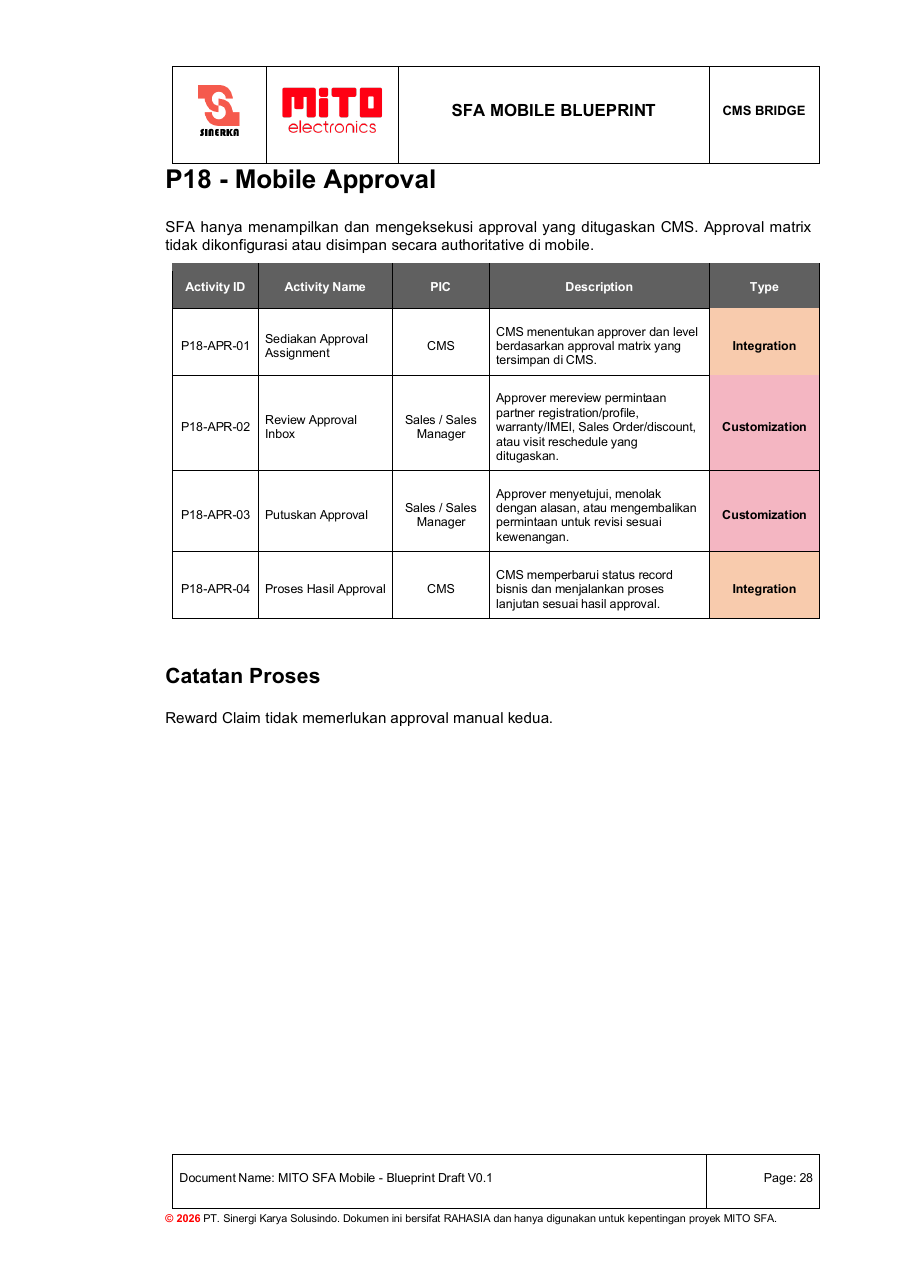 SINERKA
MiTO
electronics
SFA MOBILE BLUEPRINT
CMS BRIDGE
P18 - Mobile Approval
SFA hanya menampilkan dan mengeksekusi approval yang ditugaskan CMS. Approval matrix
tidak dikonfigurasi atau disimpan secara authoritative di mobile.
Activity ID
Activity Name
PIC
Description
Type
P18-APR-01
Sediakan Approval
Assignment
CMS
CMS menentukan approver dan level
berdasarkan approval matrix yang
tersimpan di CMS.
Integration
P18-APR-02
Review Approval
Inbox
Sales / Sales
Manager
Approver mereview permintaan
partner registration/profile,
warranty/IMEI, Sales Order/discount,
atau visit reschedule yang
ditugaskan.
Customization
P18-APR-03
Putuskan Approval
Sales / Sales
Manager
Approver menyetujui, menolak
dengan alasan, atau mengembalikan
permintaan untuk revisi sesuai
kewenangan.
Customization
P18-APR-04
Proses Hasil Approval
CMS
CMS memperbarui status record
bisnis dan menjalankan proses
lanjutan sesuai hasil approval.
Integration
Catatan Proses
Reward Claim tidak memerlukan approval manual kedua.
Document Name: MITO SFA Mobile - Blueprint Draft V0.1
Page: 28
© 2026 PT. Sinergi Karya Solusindo. Dokumen ini bersifat RAHASIA dan hanya digunakan untuk kepentingan proyek MITO SFA.